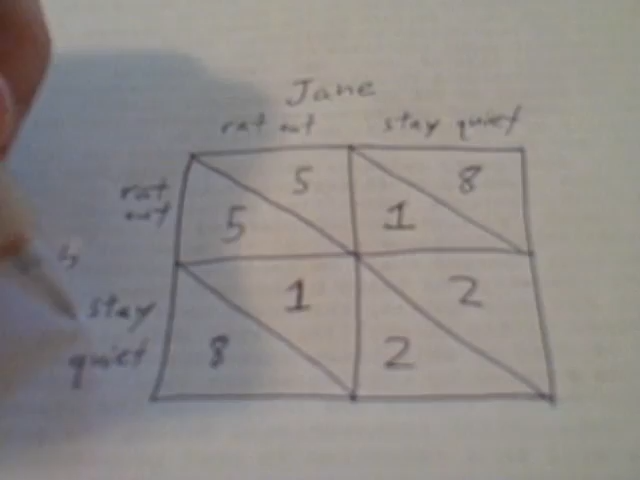 Jane
rat out stay quiet
5 8
rat
out
5 1
1 2
stay
quiet
8 2